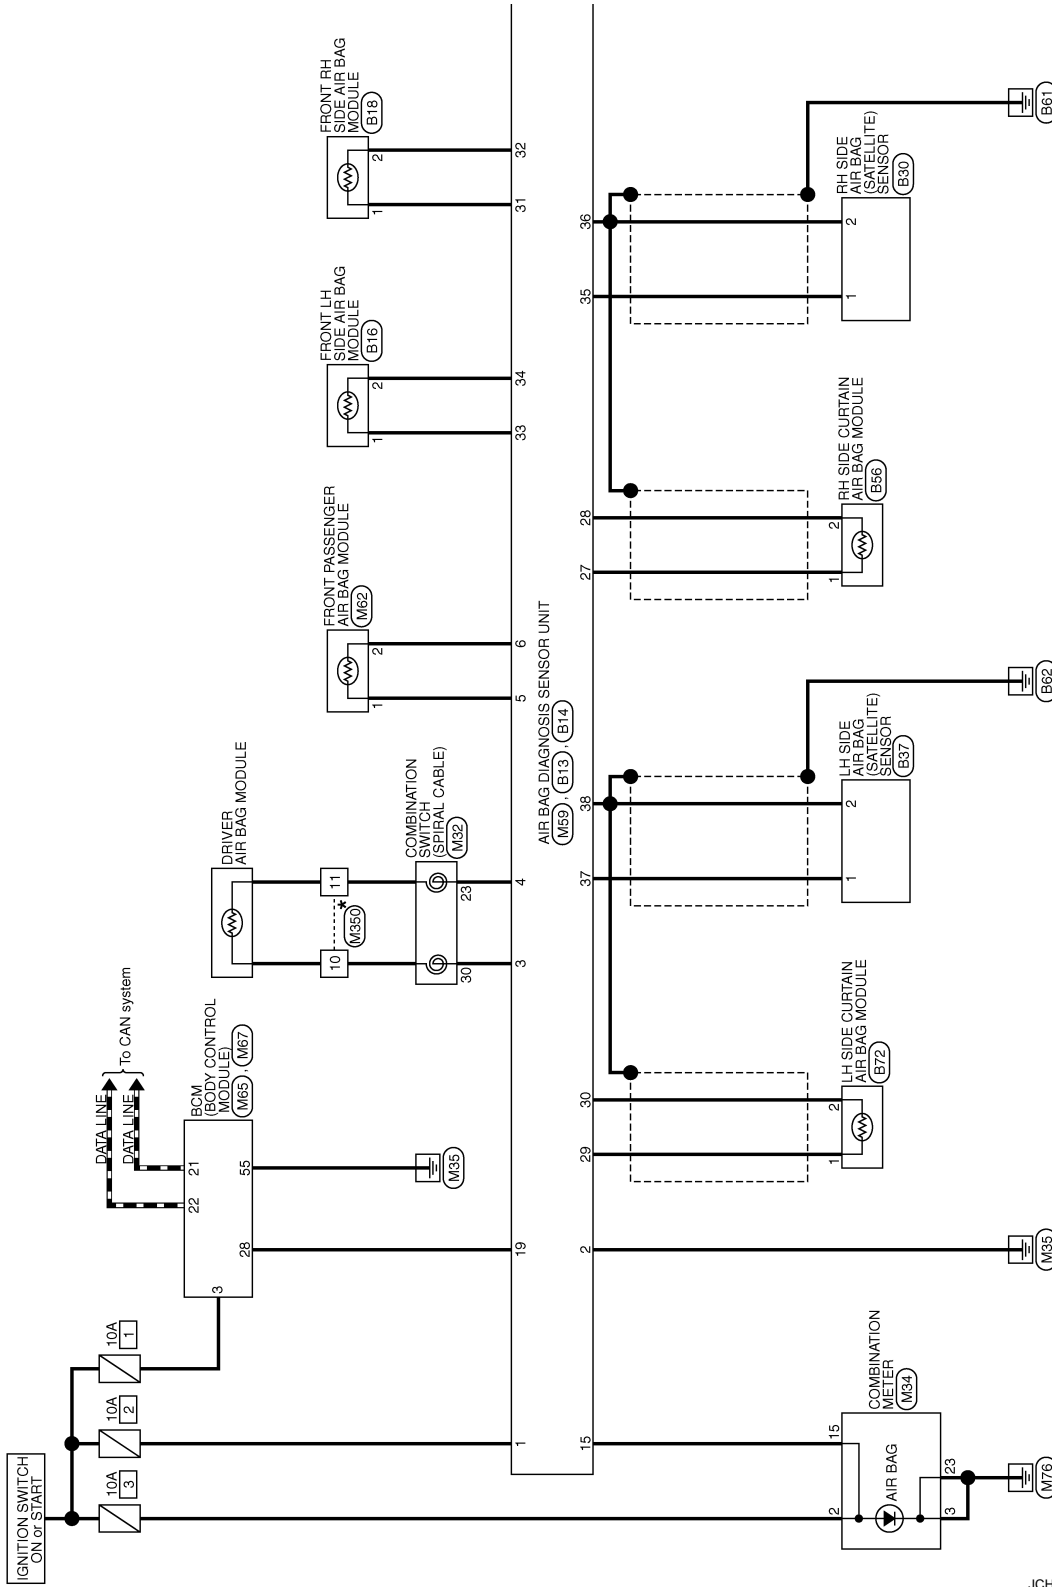 IGNITION SWITCH
ON or START
10A
3
10A
2
10A
1
DATA LINE
DATA LINE
To CAN system
22
21
3
28
55
BCM
(BODY CONTROL
MODULE)
M65 , M67
M35
DRIVER
AIR BAG MODULE
10
11
*
M350
COMBINATION
SWITCH
(SPIRAL CABLE)
M32
30
23
FRONT PASSENGER
AIR BAG MODULE
M62
1
2
FRONT LH
SIDE AIR BAG
MODULE
B16
1
2
FRONT RH
SIDE AIR BAG
MODULE
B18
1
2
1
19
3
4
5
6
33
34
31
32
AIR BAG DIAGNOSIS SENSOR UNIT
M59 , B13 , B14
15
2
29
30
37
38
27
28
35
36
COMBINATION
METER
M34
2
15
AIR BAG
3
23
M76
M35
LH SIDE CURTAIN
AIR BAG MODULE
B72
1
2
LH SIDE
AIR BAG
(SATELLITE)
SENSOR
B37
1
2
B62
RH SIDE CURTAIN
AIR BAG MODULE
B56
1
2
RH SIDE
AIR BAG
(SATELLITE)
SENSOR
B30
1
2
B61